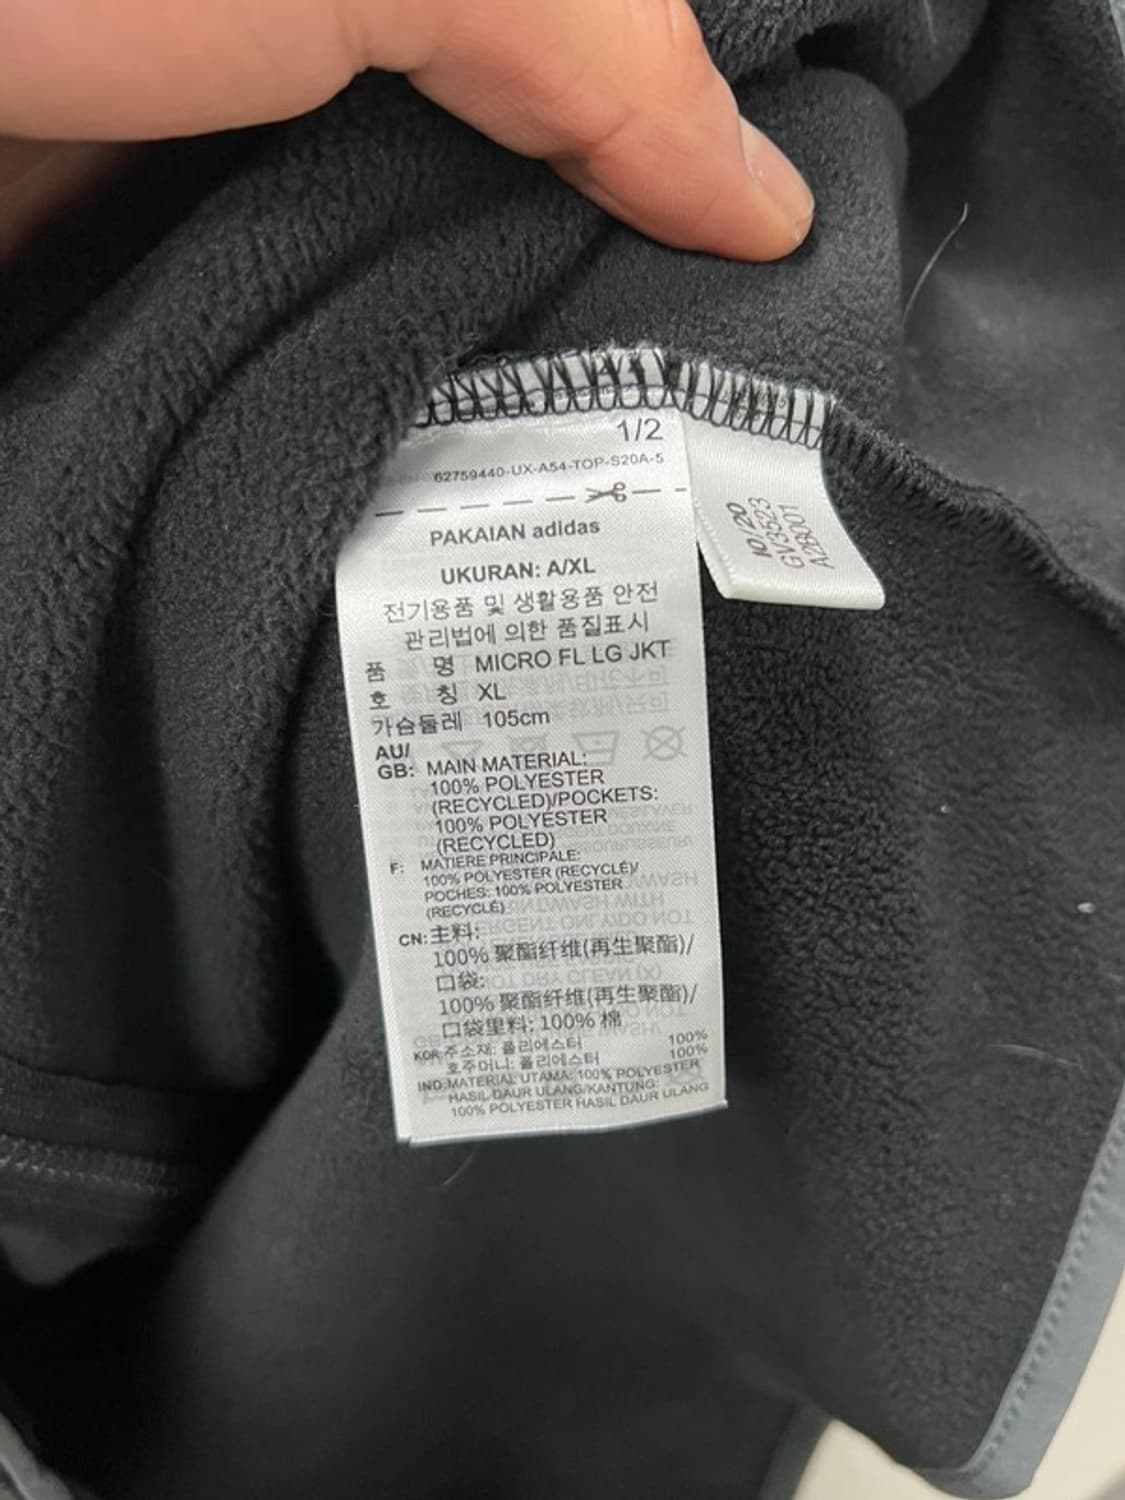 1/2
62759440-UX-A54-TOP-S20A-5
PAKAIAN adidas
UKURAN: A/XL
전기용품 및 생활용품 안전
관리법에 의한 품질표시
품 명 MICRO FL LG JKT
호 칭 XL
가슴둘레 105cm
AU/
GB: MAIN MATERIAL:
100% POLYESTER
(RECYCLED)/POCKETS:
100% POLYESTER
(RECYCLED)
F: MATIERE PRINCIPALE:
100% POLYESTER (RECYCLÉ)/
POCHES: 100% POLYESTER
(RECYCLÉ)
CN: 主料:
100% 聚酯纤维(再生聚酯)/
口袋:
100% 聚酯纤维(再生聚酯)/
口袋里料: 100% 棉
KOR: 주소재: 폴리에스터 100%
호주머니: 폴리에스터 100%
IND: MATERIAL UTAMA: 100% POLYESTER
HASIL DAUR ULANG/KANTUNG:
100% POLYESTER HASIL DAUR ULANG
10/20
GV3523
A2B001